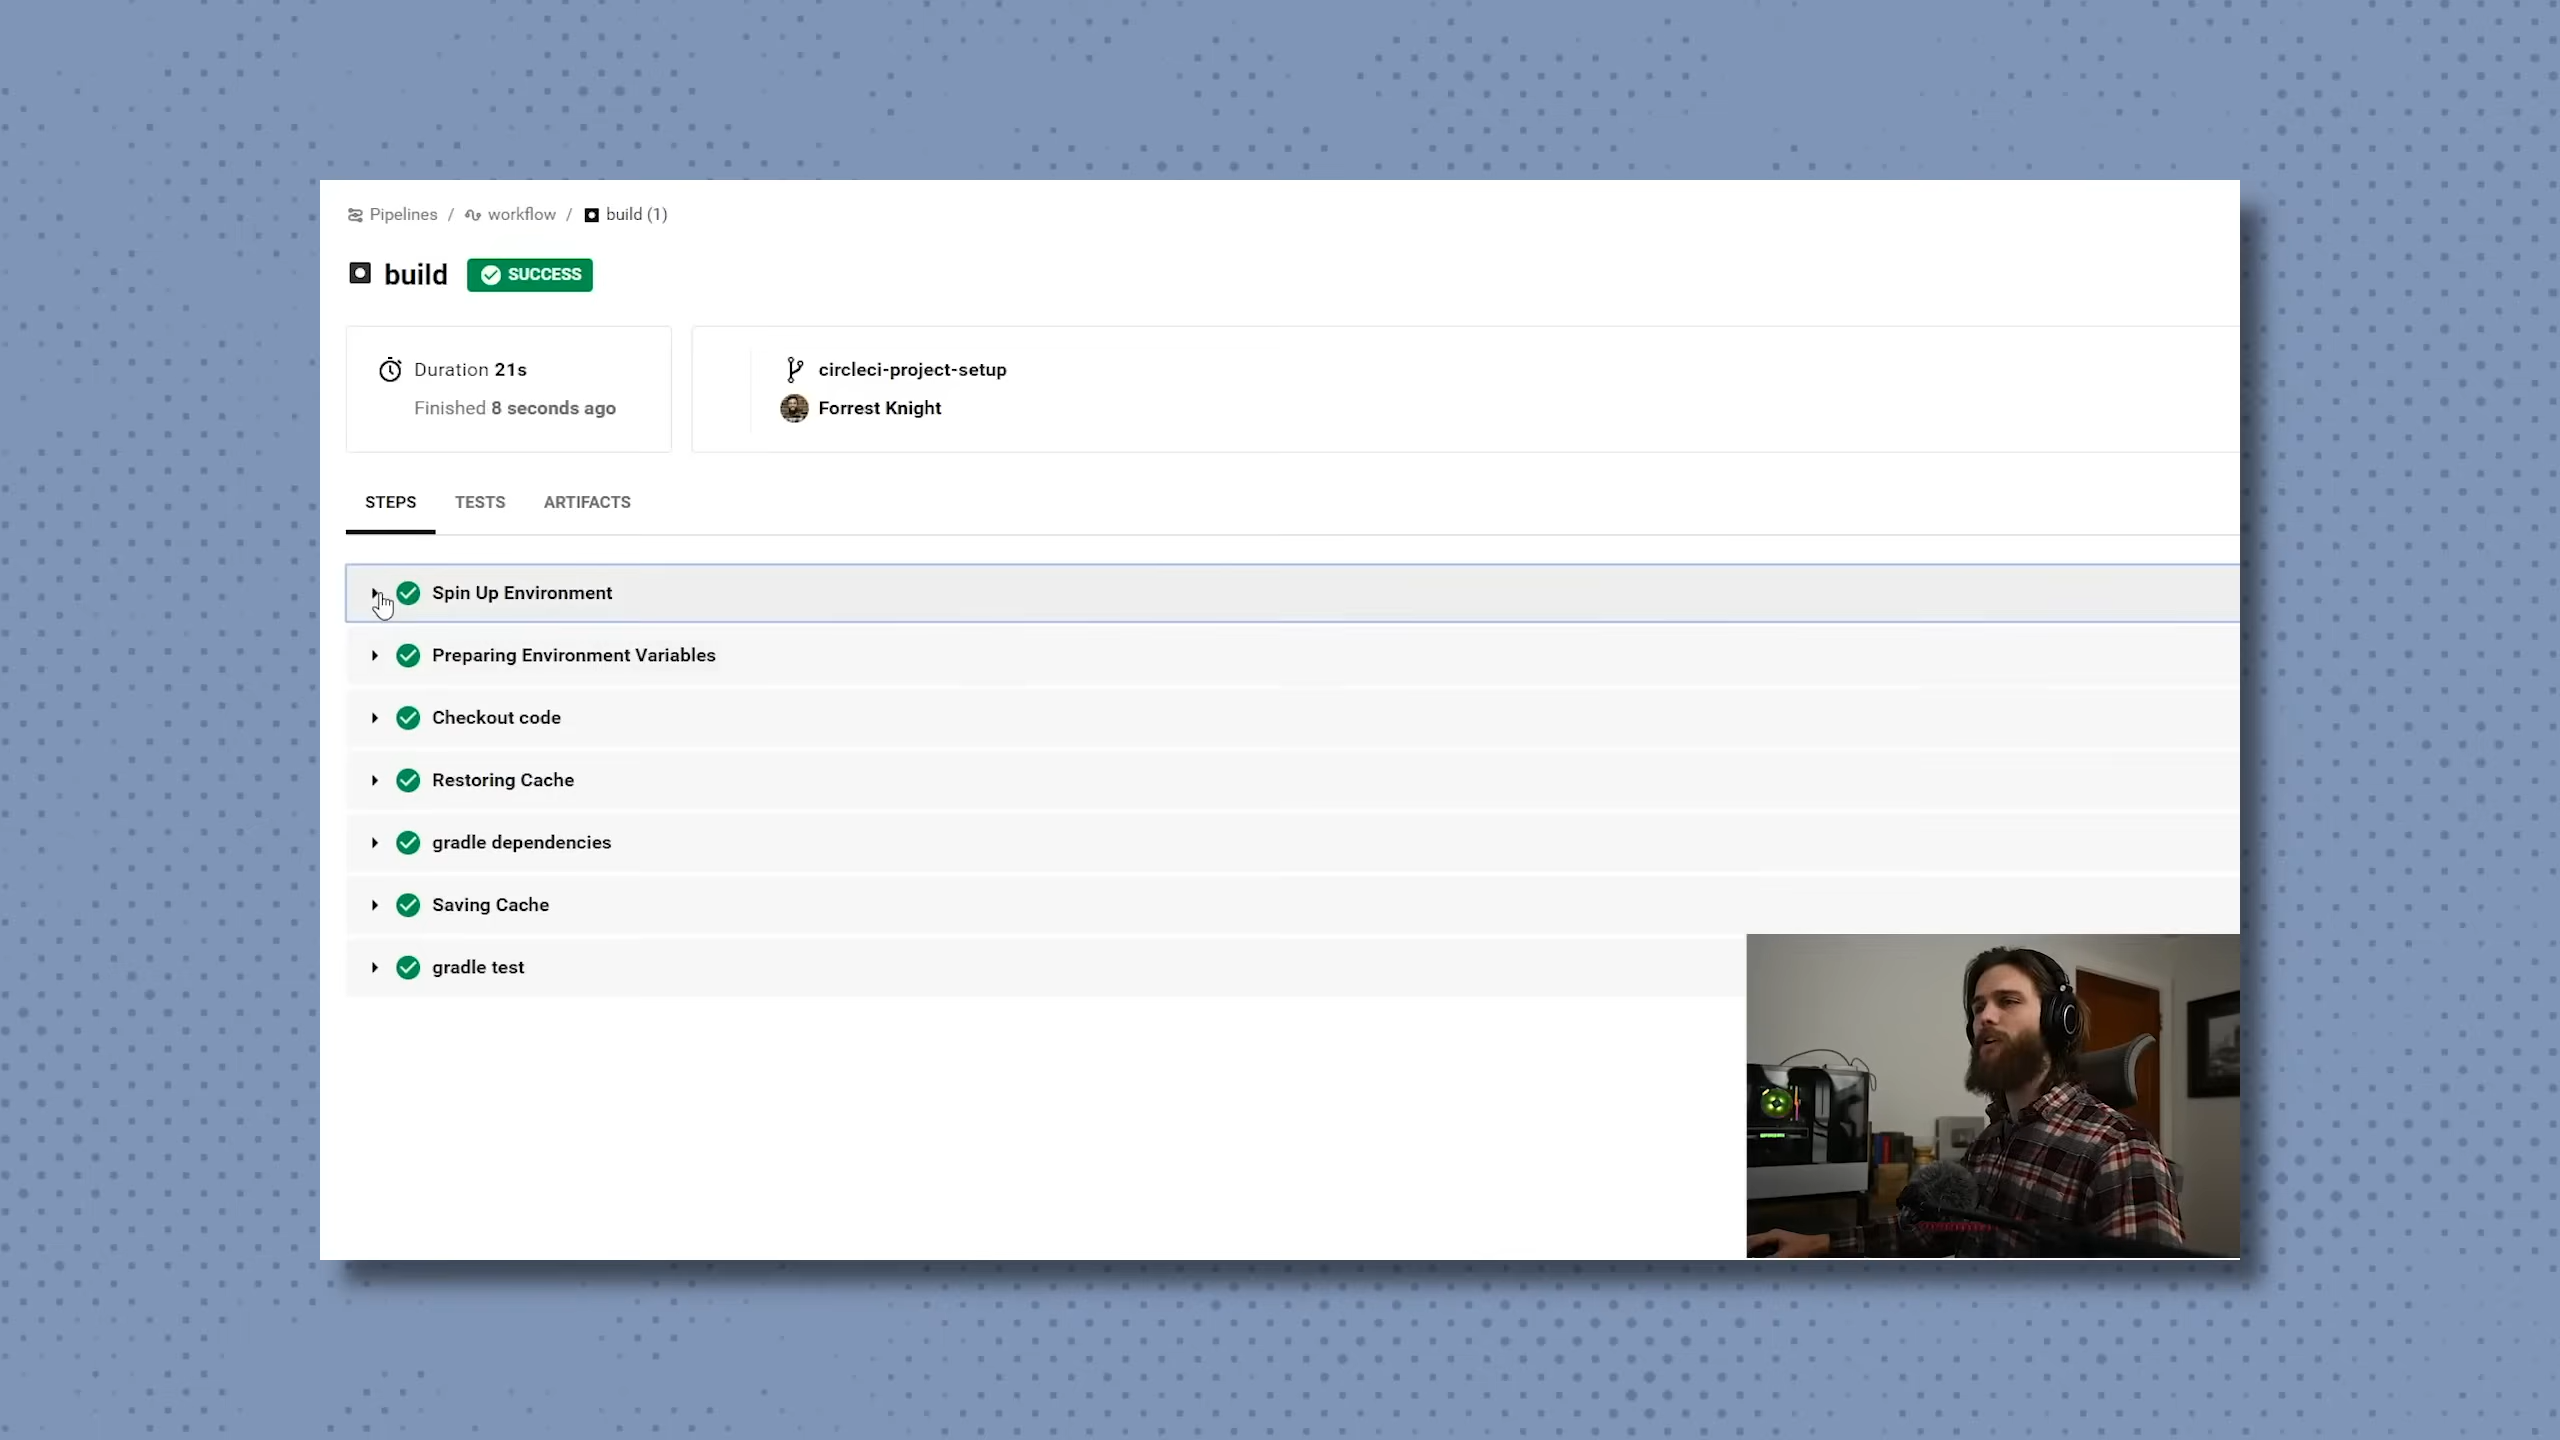 Pipelines / workflow / build (1)
build SUCCESS
Duration 21s
Finished 8 seconds ago
circleci-project-setup
Forrest Knight
STEPS TESTS ARTIFACTS
Spin Up Environment
Preparing Environment Variables
Checkout code
Restoring Cache
gradle dependencies
Saving Cache
gradle test